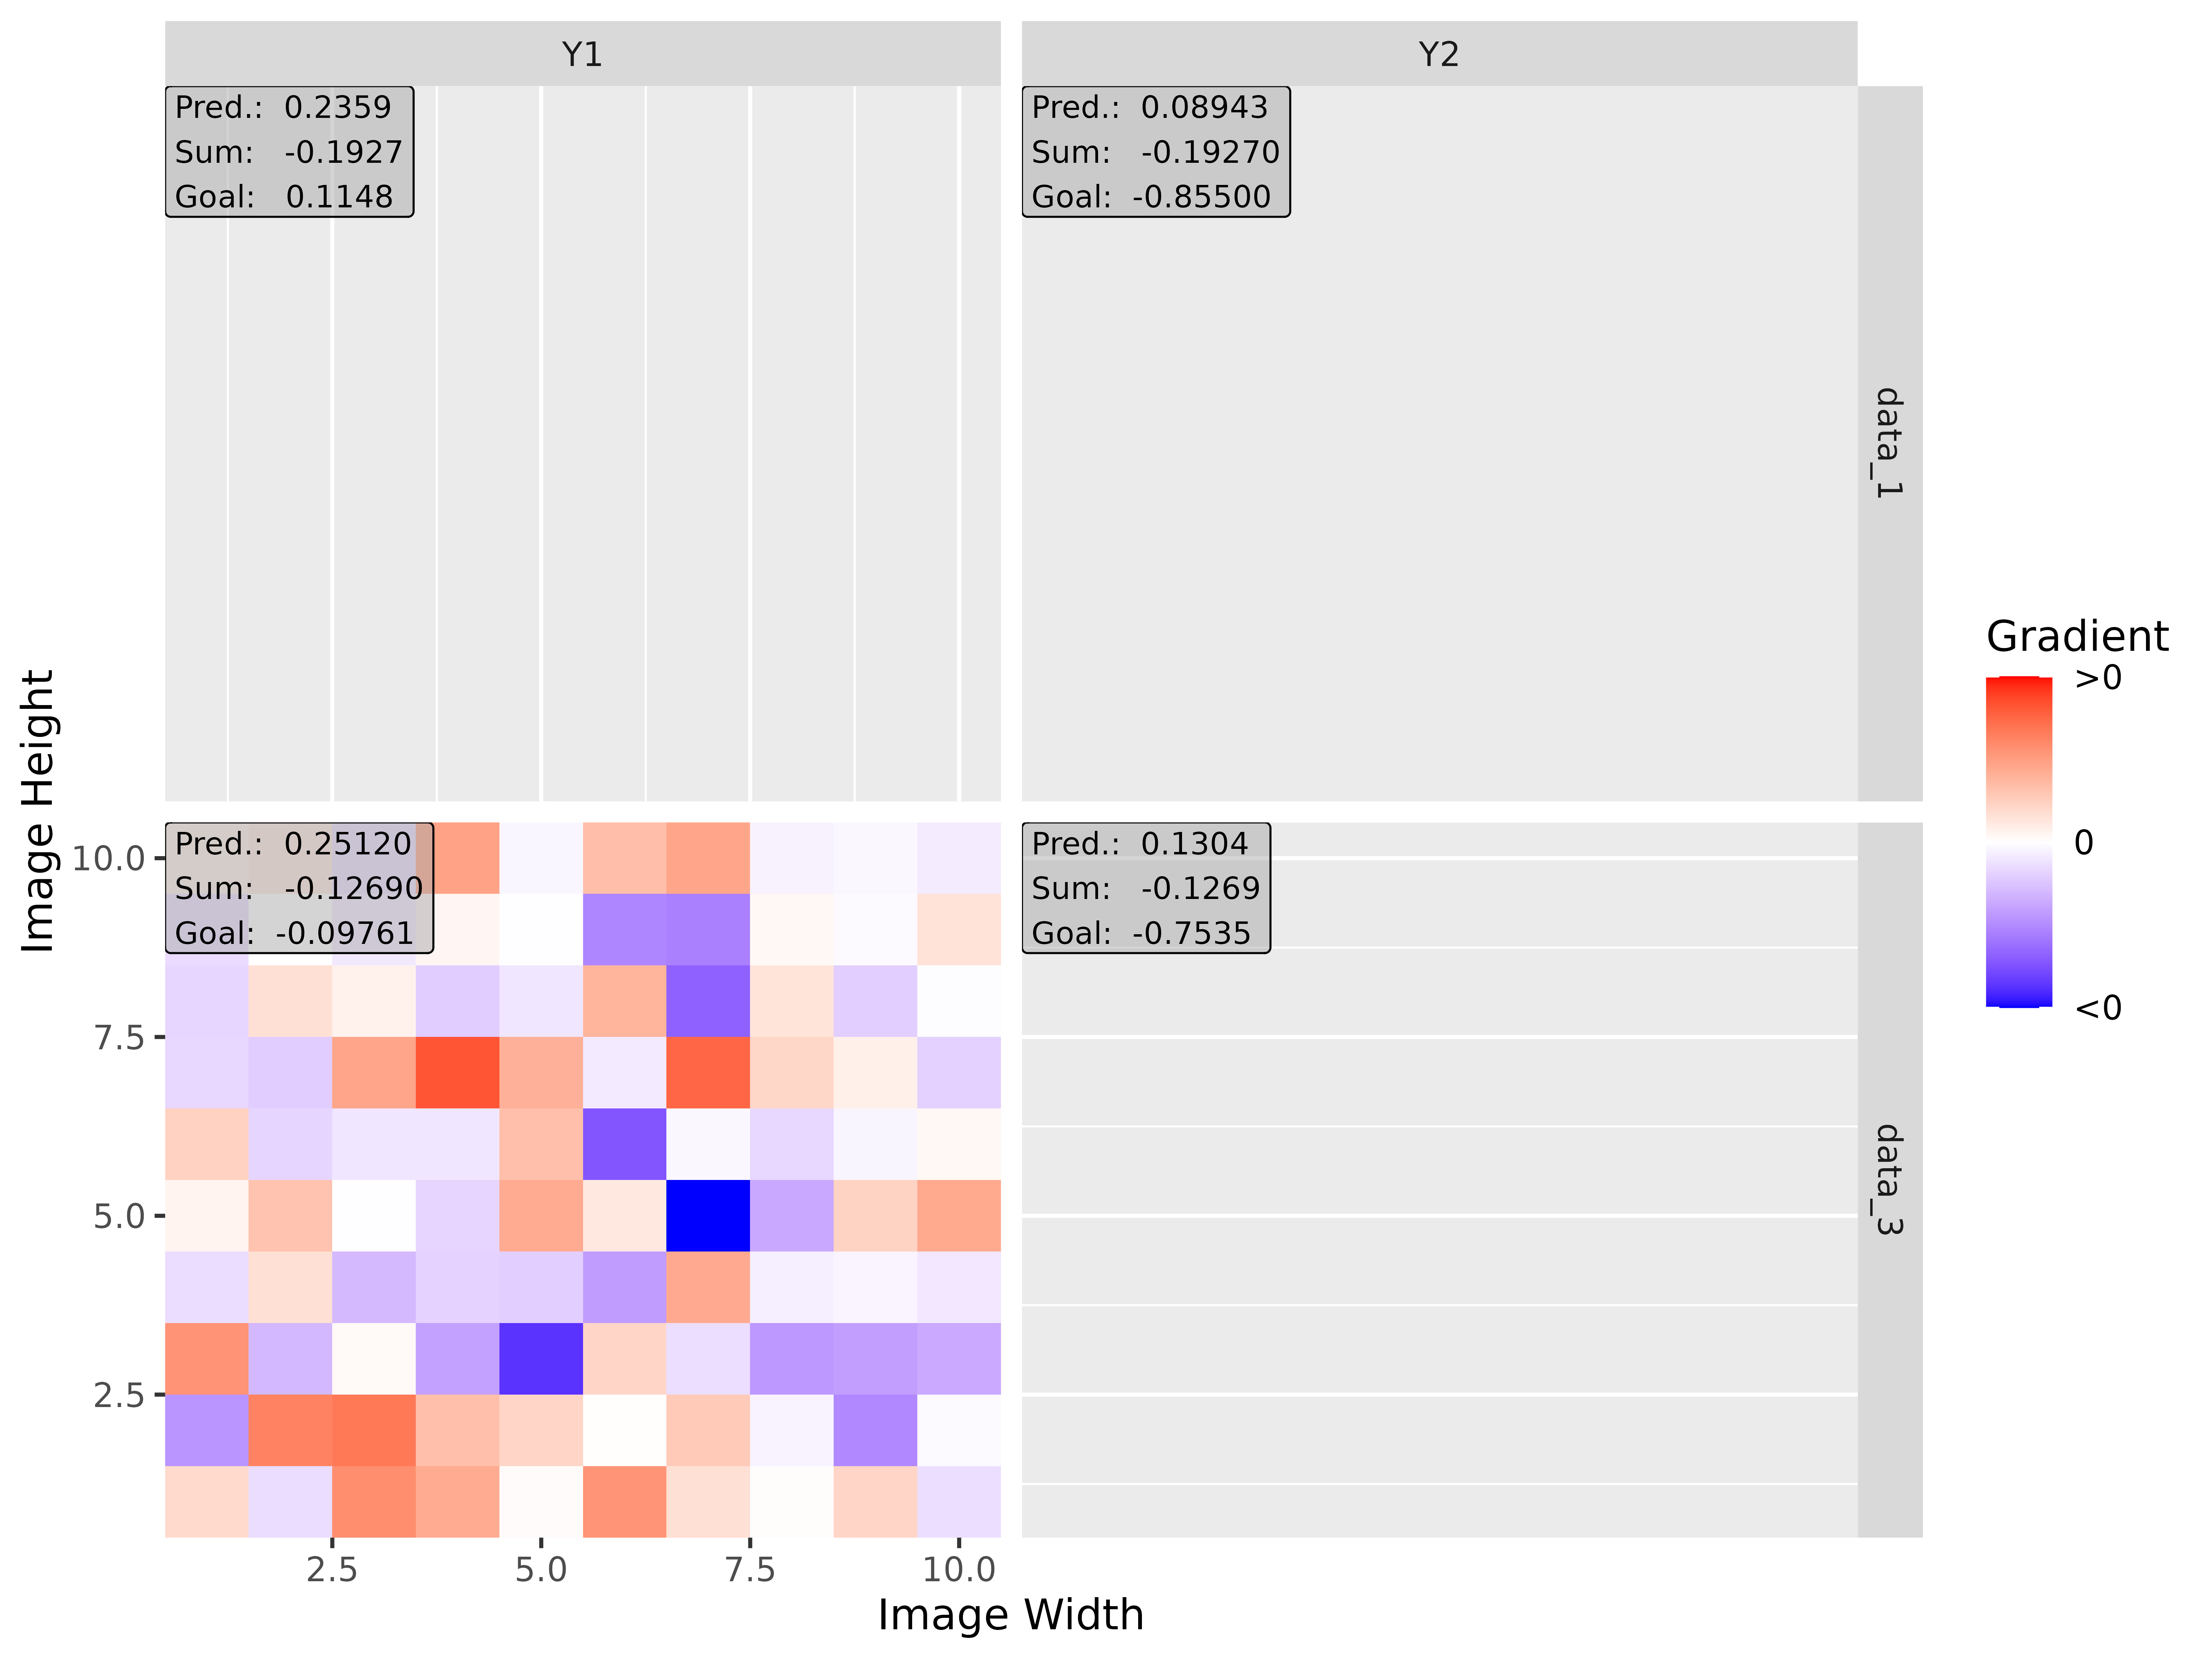 Y1
Y2
Pred.: 0.2359
Sum: -0.1927
Goal: 0.1148
Pred.: 0.08943
Sum: -0.19270
Goal: -0.85500
data_1
Image Height
Pred.: 0.25120
Sum: -0.12690
Goal: -0.09761
Pred.: 0.1304
Sum: -0.1269
Goal: -0.7535
data_3
10.0
7.5
5.0
2.5
2.5
5.0
7.5
10.0
Image Width
Gradient
>0
0
<0